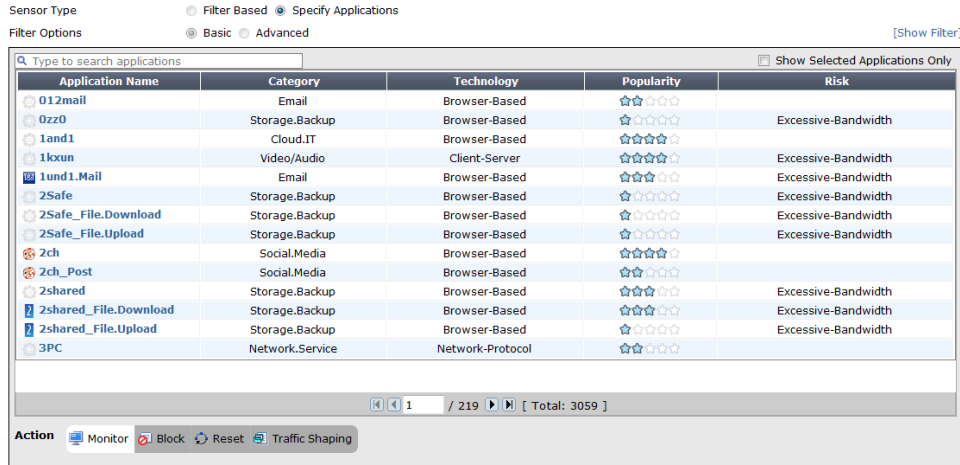 Sensor Type Filter Based Specify Applications
Filter Options Basic Advanced [Show Filter]
Type to search applications Show Selected Applications Only
Application Name Category Technology Popularity Risk
012mail Email Browser-Based
0zz0 Storage.Backup Browser-Based Excessive-Bandwidth
1and1 Cloud.IT Browser-Based
1kxun Video/Audio Client-Server Excessive-Bandwidth
1und1.Mail Email Browser-Based Excessive-Bandwidth
2Safe Storage.Backup Browser-Based Excessive-Bandwidth
2Safe_File.Download Storage.Backup Browser-Based Excessive-Bandwidth
2Safe_File.Upload Storage.Backup Browser-Based Excessive-Bandwidth
2ch Social.Media Browser-Based
2ch_Post Social.Media Browser-Based
2shared Storage.Backup Browser-Based Excessive-Bandwidth
2shared_File.Download Storage.Backup Browser-Based Excessive-Bandwidth
2shared_File.Upload Storage.Backup Browser-Based Excessive-Bandwidth
3PC Network.Service Network-Protocol
1 / 219 [ Total: 3059 ]
Action Monitor Block Reset Traffic Shaping